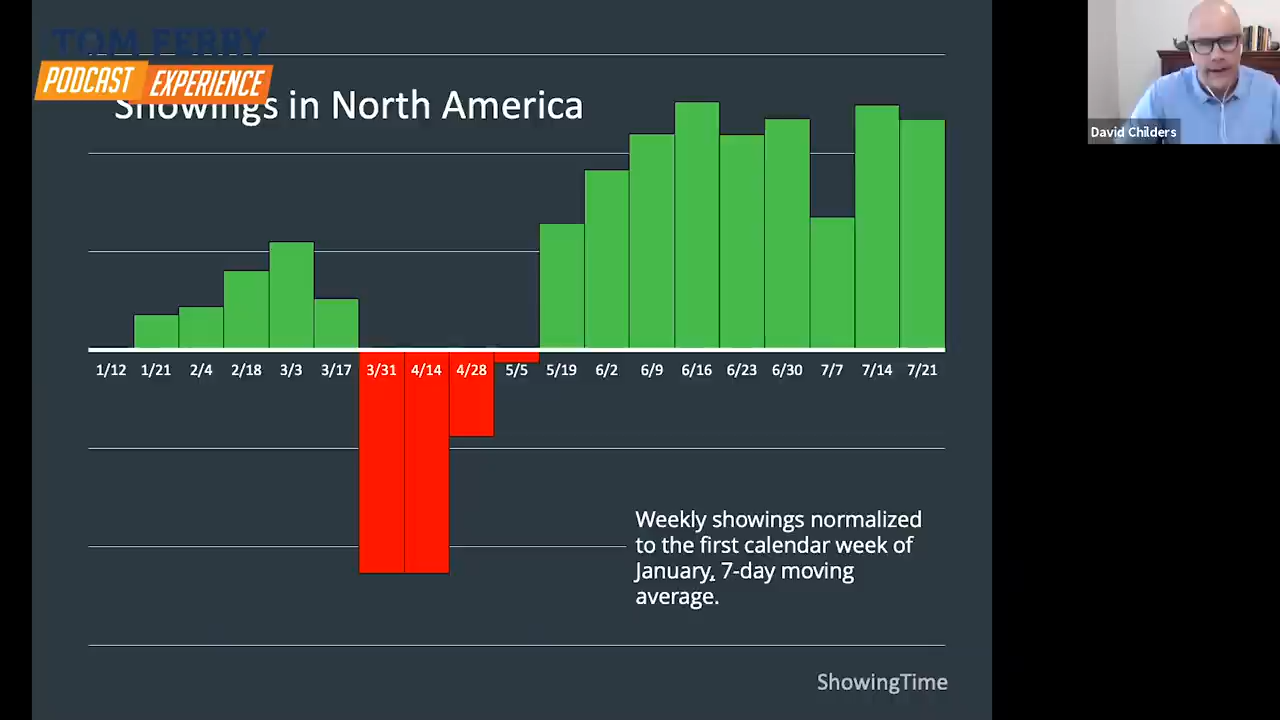 TOM FERRY
PODCAST EXPERIENCE
Showings in North America
David Childers
1/12 1/21 2/4 2/18 3/3 3/17 3/31 4/14 4/28 5/5 5/19 6/2 6/9 6/16 6/23 6/30 7/7 7/14 7/21
Weekly showings normalized
to the first calendar week of
January, 7-day moving
average.
ShowingTime